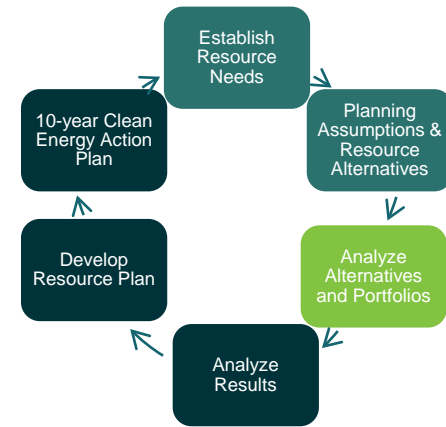 Establish
Resource
Needs
Planning
Assumptions &
Resource
Alternatives
Analyze
Alternatives
and Portfolios
Analyze
Results
Develop
Resource Plan
10-year Clean
Energy Action
Plan